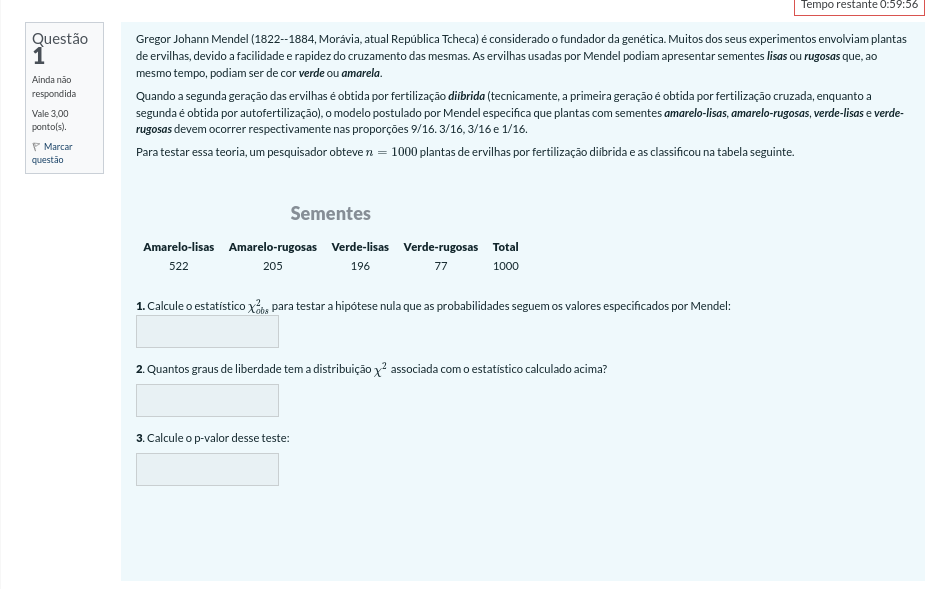 Tempo restante 0:59:56
Questão
1
Ainda não
respondida
Vale 3,00
ponto(s).
Marcar
questão
Gregor Johann Mendel (1822--1884, Morávia, atual República Tcheca) é considerado o fundador da genética. Muitos dos seus experimentos envolviam plantas
de ervilhas, devido a facilidade e rapidez do cruzamento das mesmas. As ervilhas usadas por Mendel podiam apresentar sementes lisas ou rugosas que, ao
mesmo tempo, podiam ser de cor verde ou amarela.
Quando a segunda geração das ervilhas é obtida por fertilização diíbrida (tecnicamente, a primeira geração é obtida por fertilização cruzada, enquanto a
segunda é obtida por autofertilização), o modelo postulado por Mendel especifica que plantas com sementes amarelo-lisas, amarelo-rugosas, verde-lisas e verde-
rugosas devem ocorrer respectivamente nas proporções 9/16. 3/16, 3/16 e 1/16.
Para testar essa teoria, um pesquisador obteve n = 1000 plantas de ervilhas por fertilização diíbrida e as classificou na tabela seguinte.
Sementes
Amarelo-lisas Amarelo-rugosas Verde-lisas Verde-rugosas Total
522 205 196 77 1000
1. Calcule o estatístico χ²obs para testar a hipótese nula que as probabilidades seguem os valores especificados por Mendel:
2. Quantos graus de liberdade tem a distribuição χ² associada com o estatístico calculado acima?
3. Calcule o p-valor desse teste: